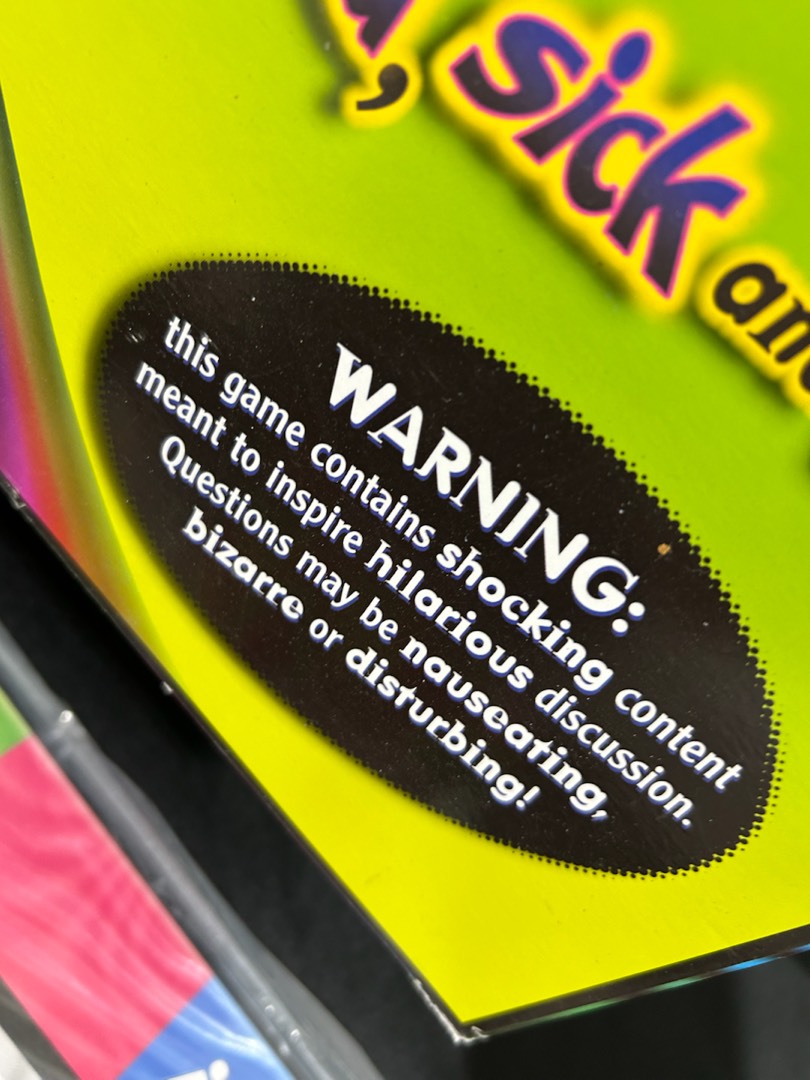 sick
WARNING:
this game contains shocking content
meant to inspire hilarious discussion.
Questions may be nauseating,
bizarre or disturbing!